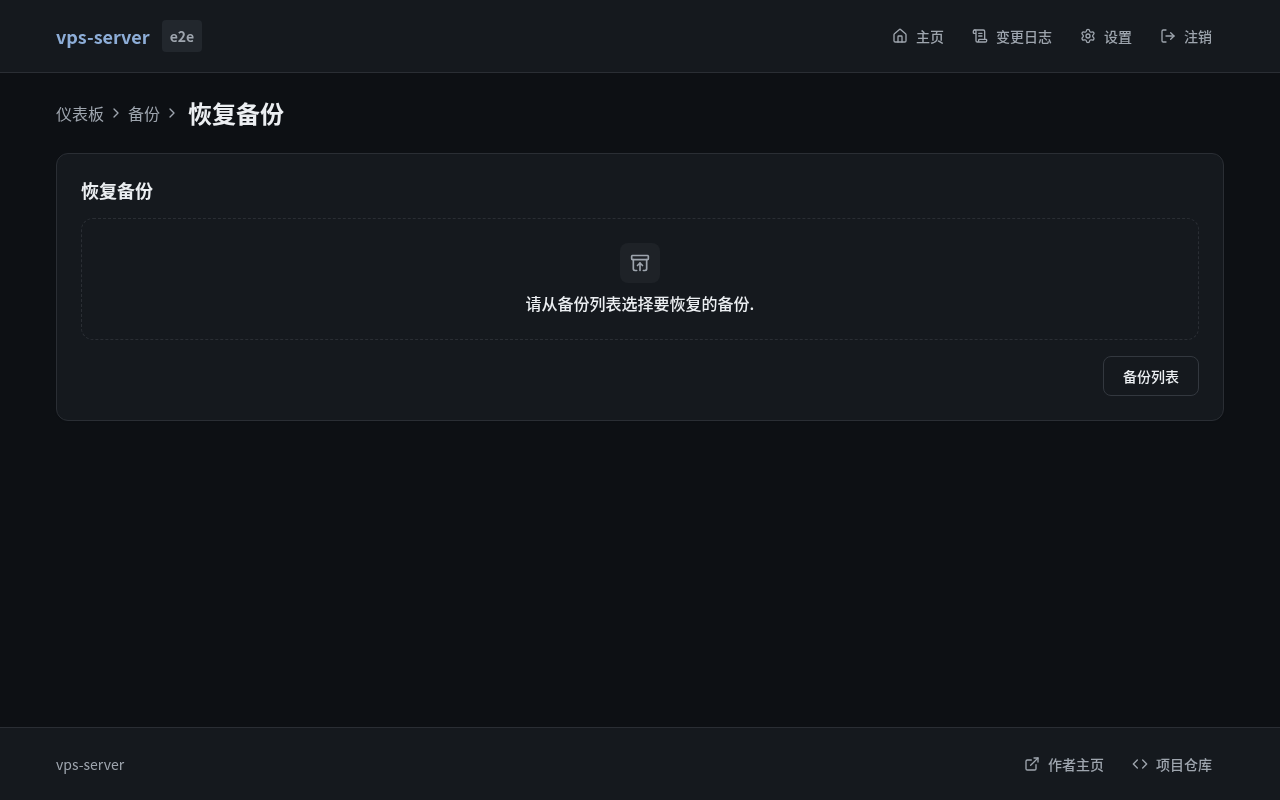 vps-server e2e 主页 变更日志 设置 注销
仪表板 备份 恢复备份
恢复备份
请从备份列表选择要恢复的备份.
备份列表
vps-server 作者主页 项目仓库